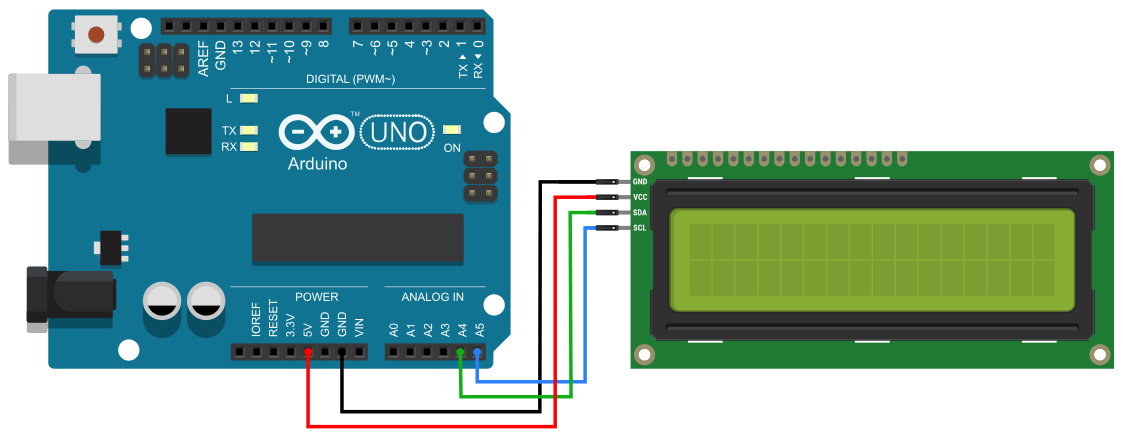 AREF
GND
13
12
~11
~10
~9
8
7
~6
~5
4
~3
2
TX ▸ 1
RX ◂ 0
DIGITAL (PWM~)
L
TX
RX
™
UNO
Arduino
ON
GND
VCC
SDA
SCL
POWER
ANALOG IN
IOREF
RESET
3.3V
5V
GND
GND
VIN
A0
A1
A2
A3
A4
A5